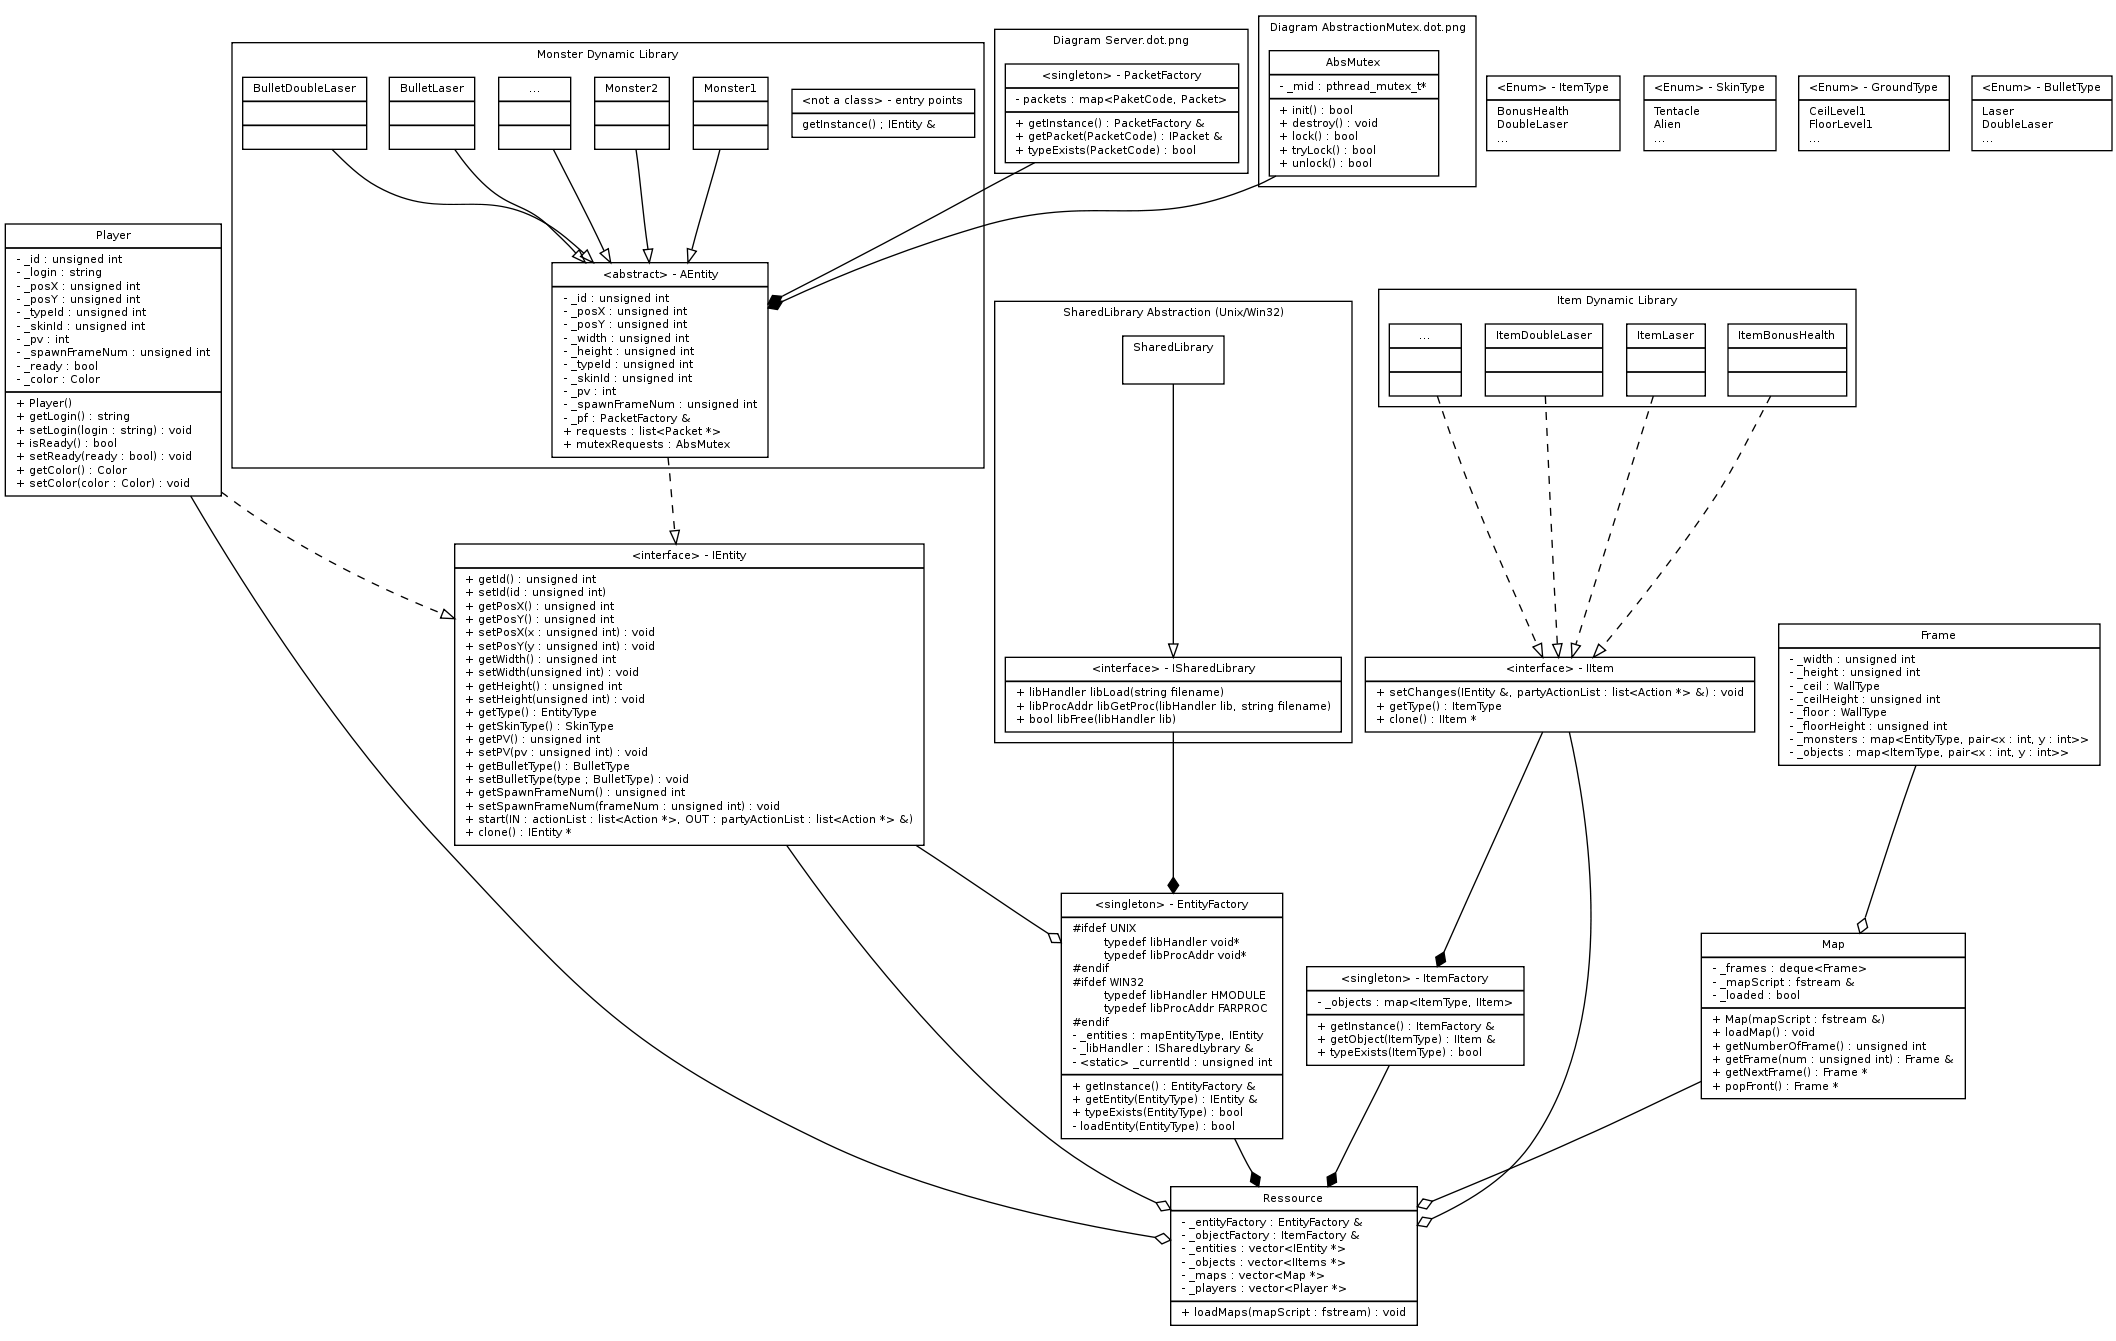 Monster Dynamic Library
BulletDoubleLaser
BulletLaser
...
Monster2
Monster1
<not a class> - entry points
getInstance() ; IEntity &
Diagram Server.dot.png
<singleton> - PacketFactory
- packets : map<PaketCode, Packet>
+ getInstance() : PacketFactory &
+ getPacket(PacketCode) : IPacket &
+ typeExists(PacketCode) : bool
Diagram AbstractionMutex.dot.png
AbsMutex
- _mid : pthread_mutex_t*
+ init() : bool
+ destroy() : void
+ lock() : bool
+ tryLock() : bool
+ unlock() : bool
<Enum> - ItemType
BonusHealth
DoubleLaser
...
<Enum> - SkinType
Tentacle
Alien
...
<Enum> - GroundType
CeilLevel1
FloorLevel1
...
<Enum> - BulletType
Laser
DoubleLaser
...
Player
- _id : unsigned int
- _login : string
- _posX : unsigned int
- _posY : unsigned int
- _typeId : unsigned int
- _skinId : unsigned int
- _pv : int
- _spawnFrameNum : unsigned int
- _ready : bool
- _color : Color
+ Player()
+ getLogin() : string
+ setLogin(login : string) : void
+ isReady() : bool
+ setReady(ready : bool) : void
+ getColor() : Color
+ setColor(color : Color) : void
<abstract> - AEntity
- _id : unsigned int
- _posX : unsigned int
- _posY : unsigned int
- _width : unsigned int
- _height : unsigned int
- _typeId : unsigned int
- _skinId : unsigned int
- _pv : int
- _spawnFrameNum : unsigned int
- _pf : PacketFactory &
+ requests : list<Packet *>
+ mutexRequests : AbsMutex
SharedLibrary Abstraction (Unix/Win32)
SharedLibrary
Item Dynamic Library
...
ItemDoubleLaser
ItemLaser
ItemBonusHealth
<interface> - IEntity
+ getId() : unsigned int
+ setId(id : unsigned int)
+ getPosX() : unsigned int
+ getPosY() : unsigned int
+ setPosX(x : unsigned int) : void
+ setPosY(y : unsigned int) : void
+ getWidth() : unsigned int
+ setWidth(unsigned int) : void
+ getHeight() : unsigned int
+ setHeight(unsigned int) : void
+ getType() : EntityType
+ getSkinType() : SkinType
+ getPV() : unsigned int
+ setPV(pv : unsigned int) : void
+ getBulletType() : BulletType
+ setBulletType(type ; BulletType) : void
+ getSpawnFrameNum() : unsigned int
+ setSpawnFrameNum(frameNum : unsigned int) : void
+ start(IN : actionList : list<Action *>, OUT : partyActionList : list<Action *> &)
+ clone() : IEntity *
<interface> - ISharedLibrary
+ libHandler libLoad(string filename)
+ libProcAddr libGetProc(libHandler lib, string filename)
+ bool libFree(libHandler lib)
<interface> - IItem
+ setChanges(IEntity &, partyActionList : list<Action *> &) : void
+ getType() : ItemType
+ clone() : IItem *
Frame
- _width : unsigned int
- _height : unsigned int
- _ceil : WallType
- _ceilHeight : unsigned int
- _floor : WallType
- _floorHeight : unsigned int
- _monsters : map<EntityType, pair<x : int, y : int>>
- _objects : map<ItemType, pair<x : int, y : int>>
<singleton> - EntityFactory
#ifdef UNIX
typedef libHandler void*
typedef libProcAddr void*
#endif
#ifdef WIN32
typedef libHandler HMODULE
typedef libProcAddr FARPROC
#endif
- _entities : mapEntityType, IEntity
- _libHandler : ISharedLybrary &
- <static> _currentId : unsigned int
+ getInstance() : EntityFactory &
+ getEntity(EntityType) : IEntity &
+ typeExists(EntityType) : bool
- loadEntity(EntityType) : bool
<singleton> - ItemFactory
- _objects : map<ItemType, IItem>
+ getInstance() : ItemFactory &
+ getObject(ItemType) : IItem &
+ typeExists(ItemType) : bool
Map
- _frames : deque<Frame>
- _mapScript : fstream &
- _loaded : bool
+ Map(mapScript : fstream &)
+ loadMap() : void
+ getNumberOfFrame() : unsigned int
+ getFrame(num : unsigned int) : Frame &
+ getNextFrame() : Frame *
+ popFront() : Frame *
Ressource
- _entityFactory : EntityFactory &
- _objectFactory : ItemFactory &
- _entities : vector<IEntity *>
- _objects : vector<IItems *>
- _maps : vector<Map *>
- _players : vector<Player *>
+ loadMaps(mapScript : fstream) : void